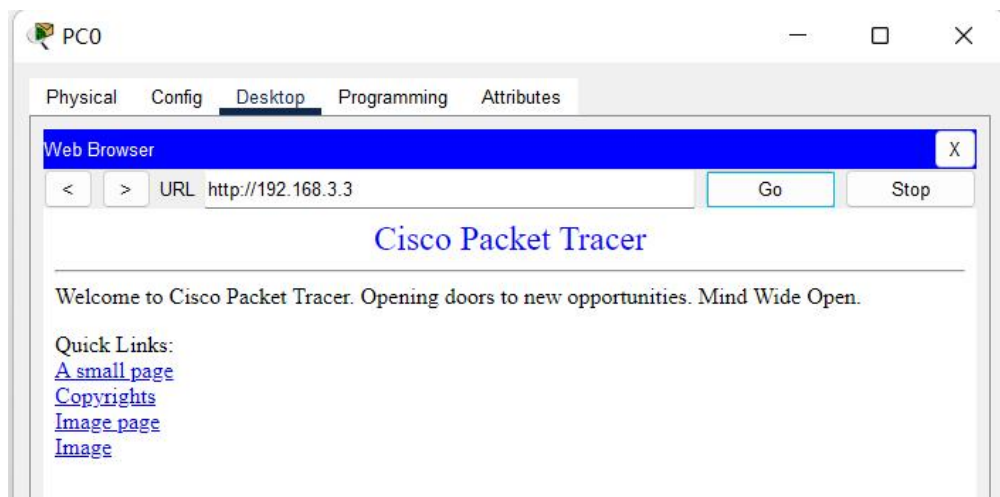 PC0
Physical Config Desktop Programming Attributes
Web Browser X
< > URL http://192.168.3.3 Go Stop
Cisco Packet Tracer
Welcome to Cisco Packet Tracer. Opening doors to new opportunities. Mind Wide Open.
Quick Links:
A small page
Copyrights
Image page
Image